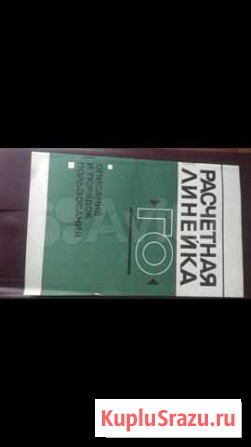 РАСЧЕТНАЯ
ЛИНЕЙКА
ГО
ОПИСАНИЕ
И ПОРЯДОК
ПОЛЬЗОВАНИЯ
KupluSrazu.ru